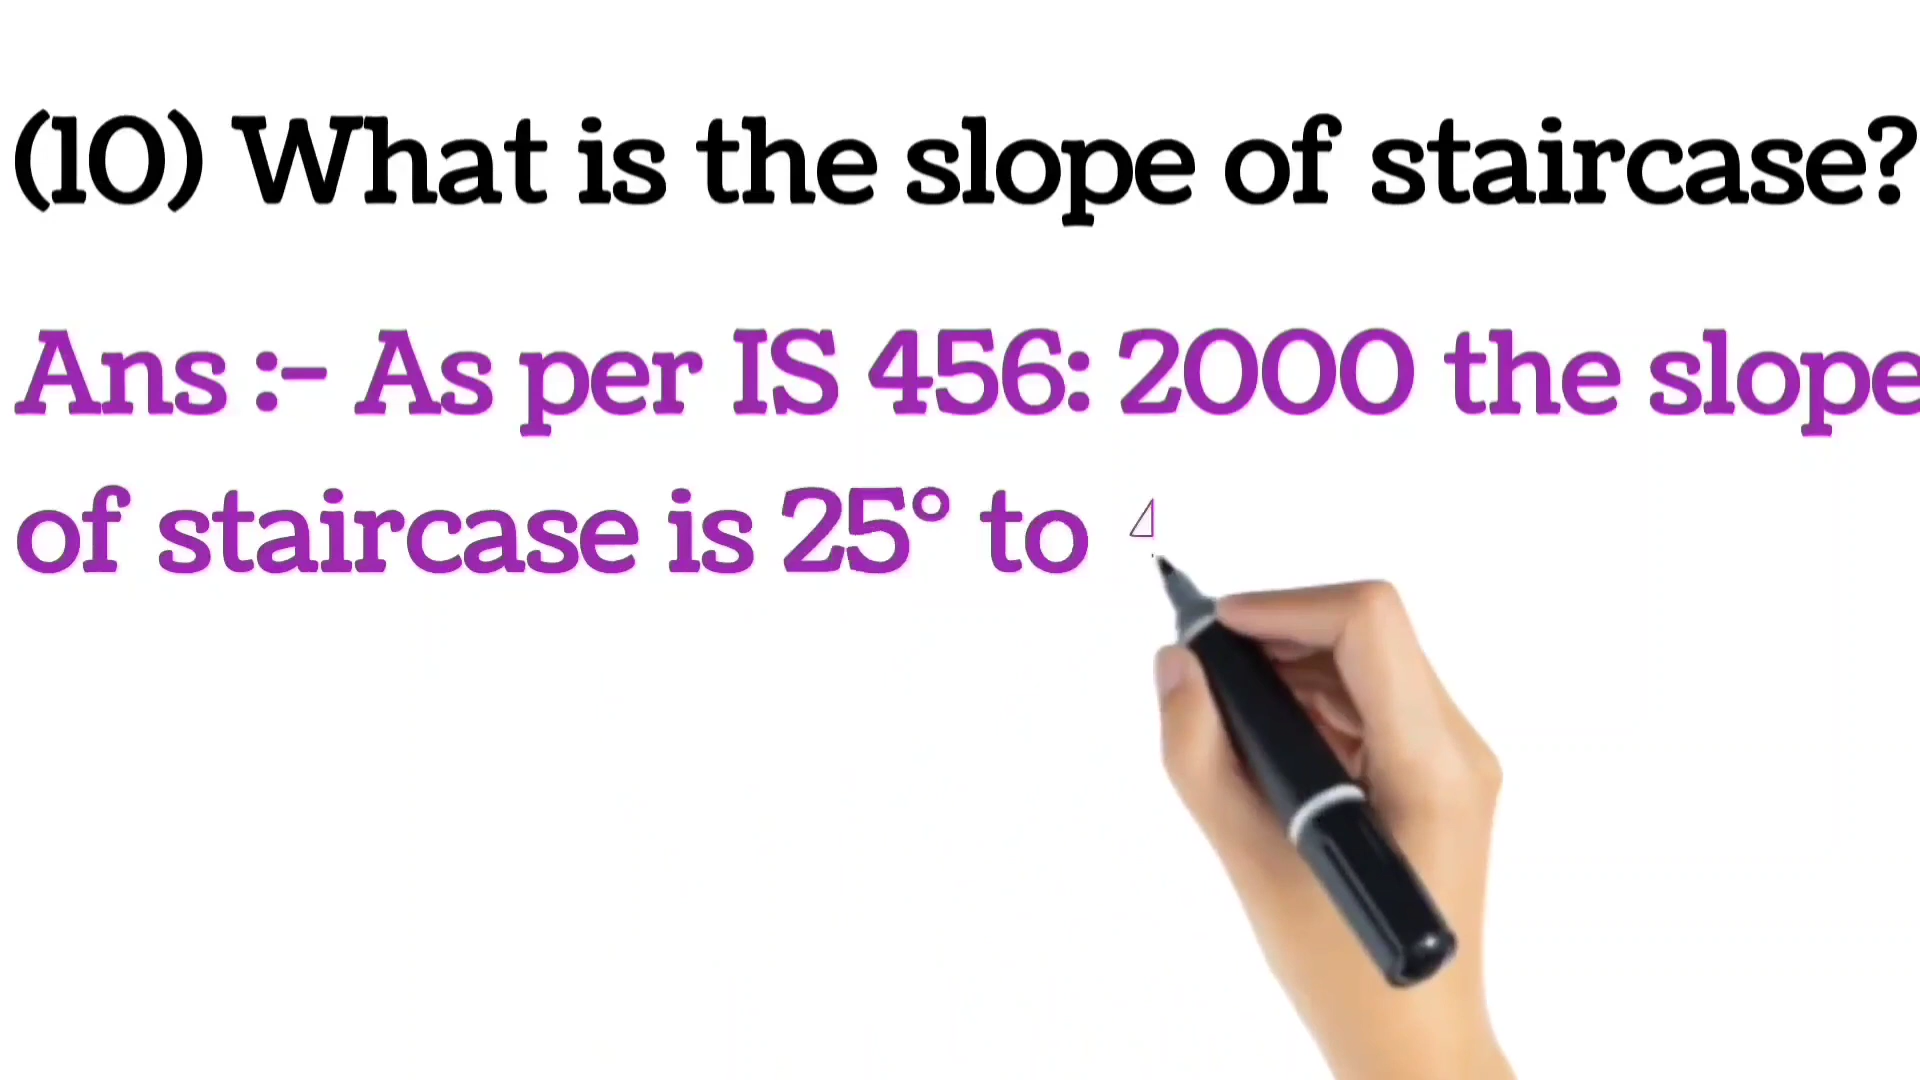 (10) What is the slope of staircase?
Ans :- As per IS 456: 2000 the slope
of staircase is 25° to